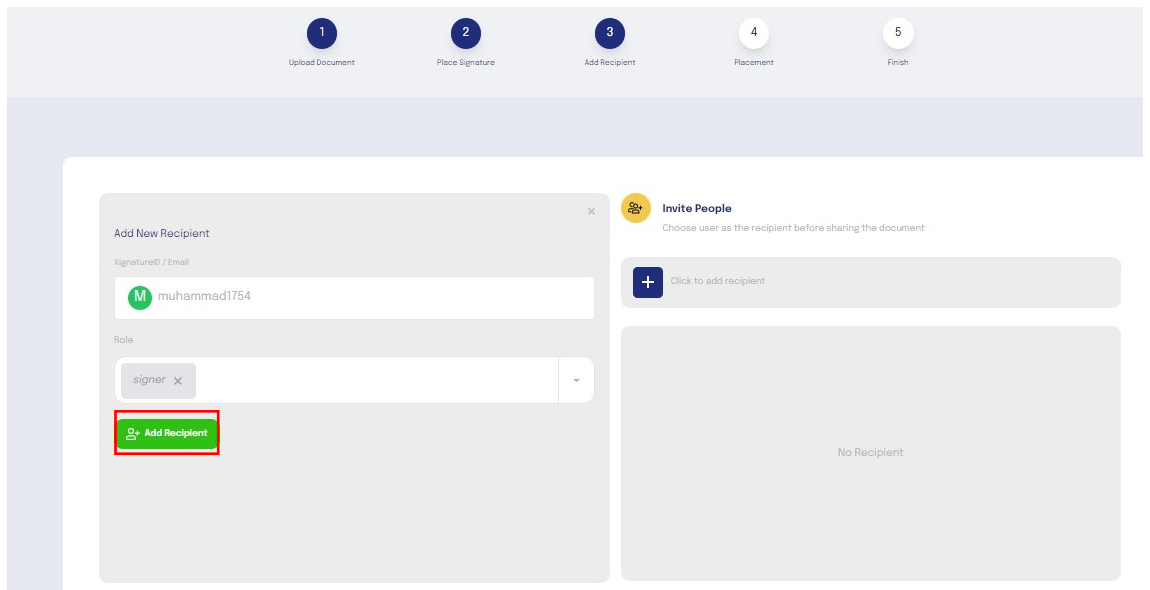 1
2
3
4
5
Upload Document
Place Signature
Add Recipient
Placement
Finish
Add New Recipient
XignatureID / Email
M
muhammad1754
Role
signer
Add Recipient
Invite People
Choose user as the recipient before sharing the document
Click to add recipient
No Recipient